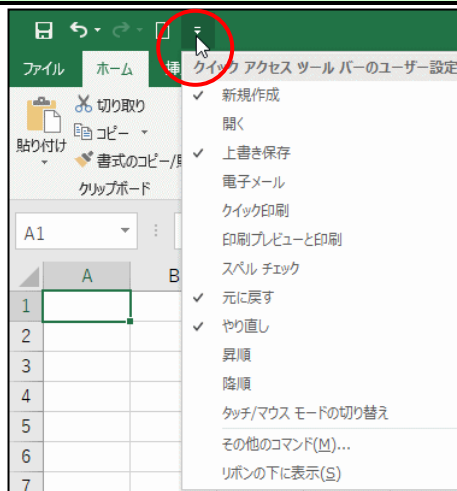 ファイル ホーム 挿
クイック アクセス ツール バーのユーザー設定
新規作成
開く
上書き保存
電子メール
クイック印刷
印刷プレビューと印刷
スペル チェック
元に戻す
やり直し
昇順
降順
タッチ/マウス モードの切り替え
その他のコマンド(M)...
リボンの下に表示(S)
切り取り
コピー
書式のコピー/貼
貼り付け
クリップボード
A1
A B
1
2
3
4
5
6
7